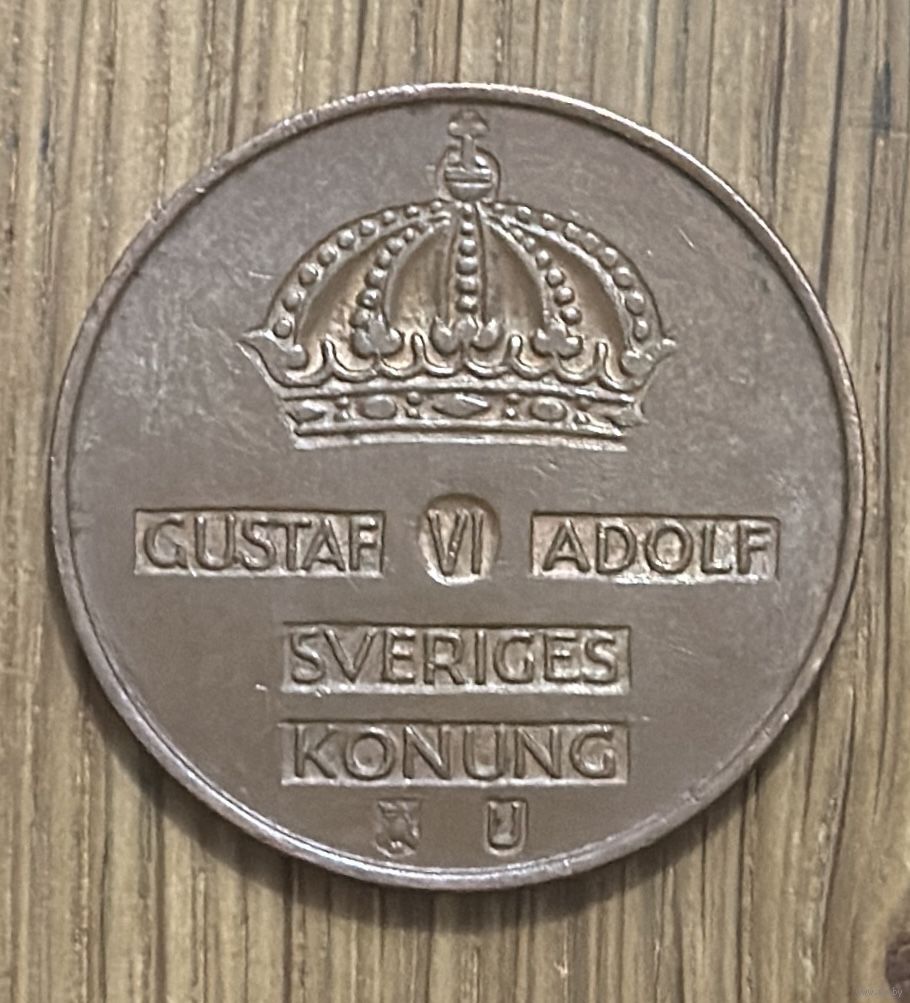 GUSTAF VI ADOLF
SVERIGES
KONUNG
U